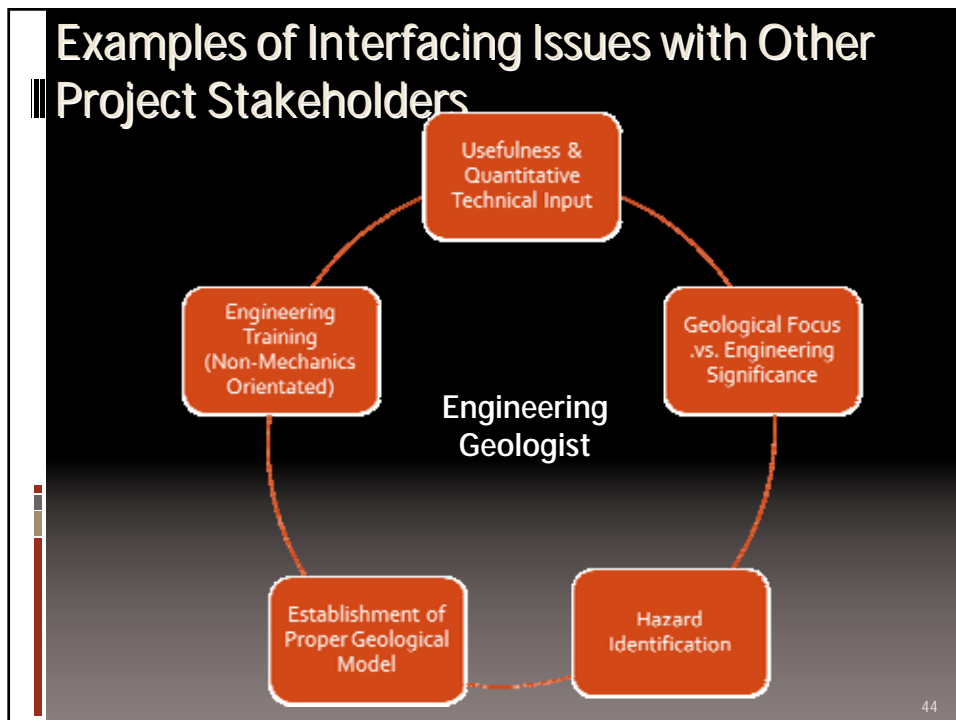 Examples of Interfacing Issues with Other
Project Stakeholders
Usefulness &
Quantitative
Technical Input
Engineering
Training
(Non-Mechanics
Orientated)
Geological Focus
.vs. Engineering
Significance
Engineering
Geologist
Establishment of
Proper Geological
Model
Hazard
Identification
44